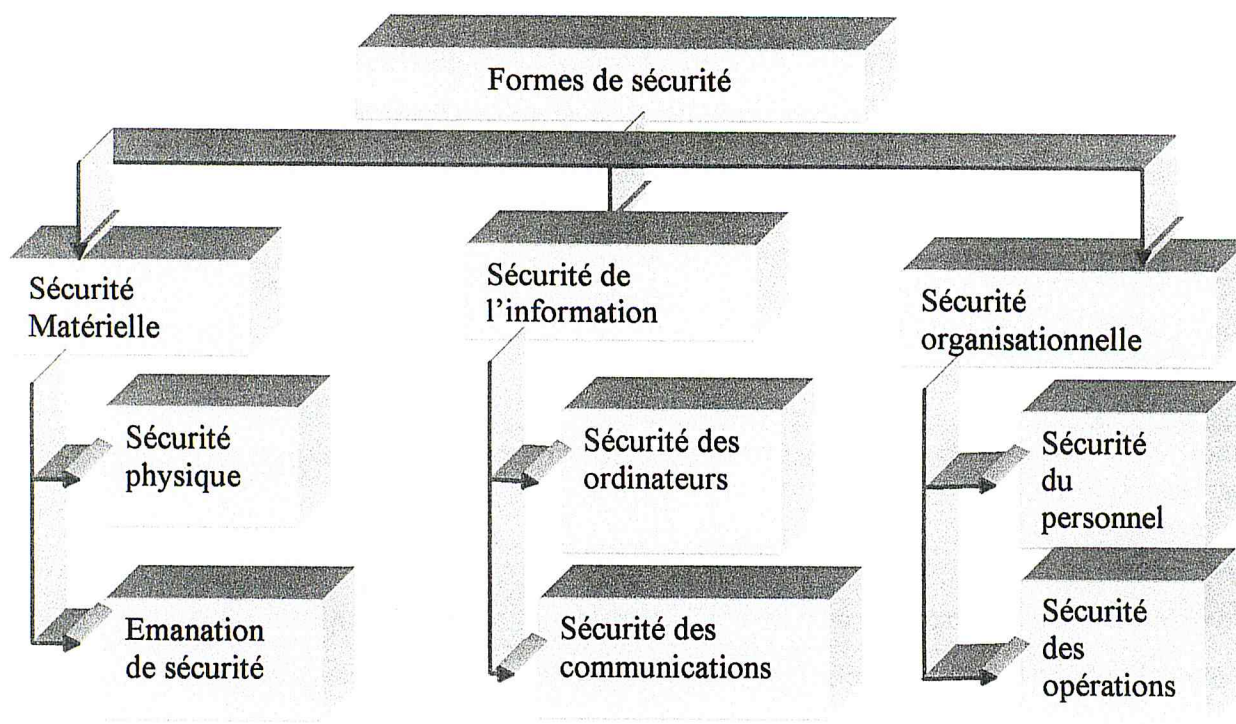 Formes de sécurité
Sécurité
Matérielle
Sécurité
physique
Emanation
de sécurité
Sécurité de
l'information
Sécurité des
ordinateurs
Sécurité des
communications
Sécurité
organisationnelle
Sécurité
du
personnel
Sécurité
des
opérations